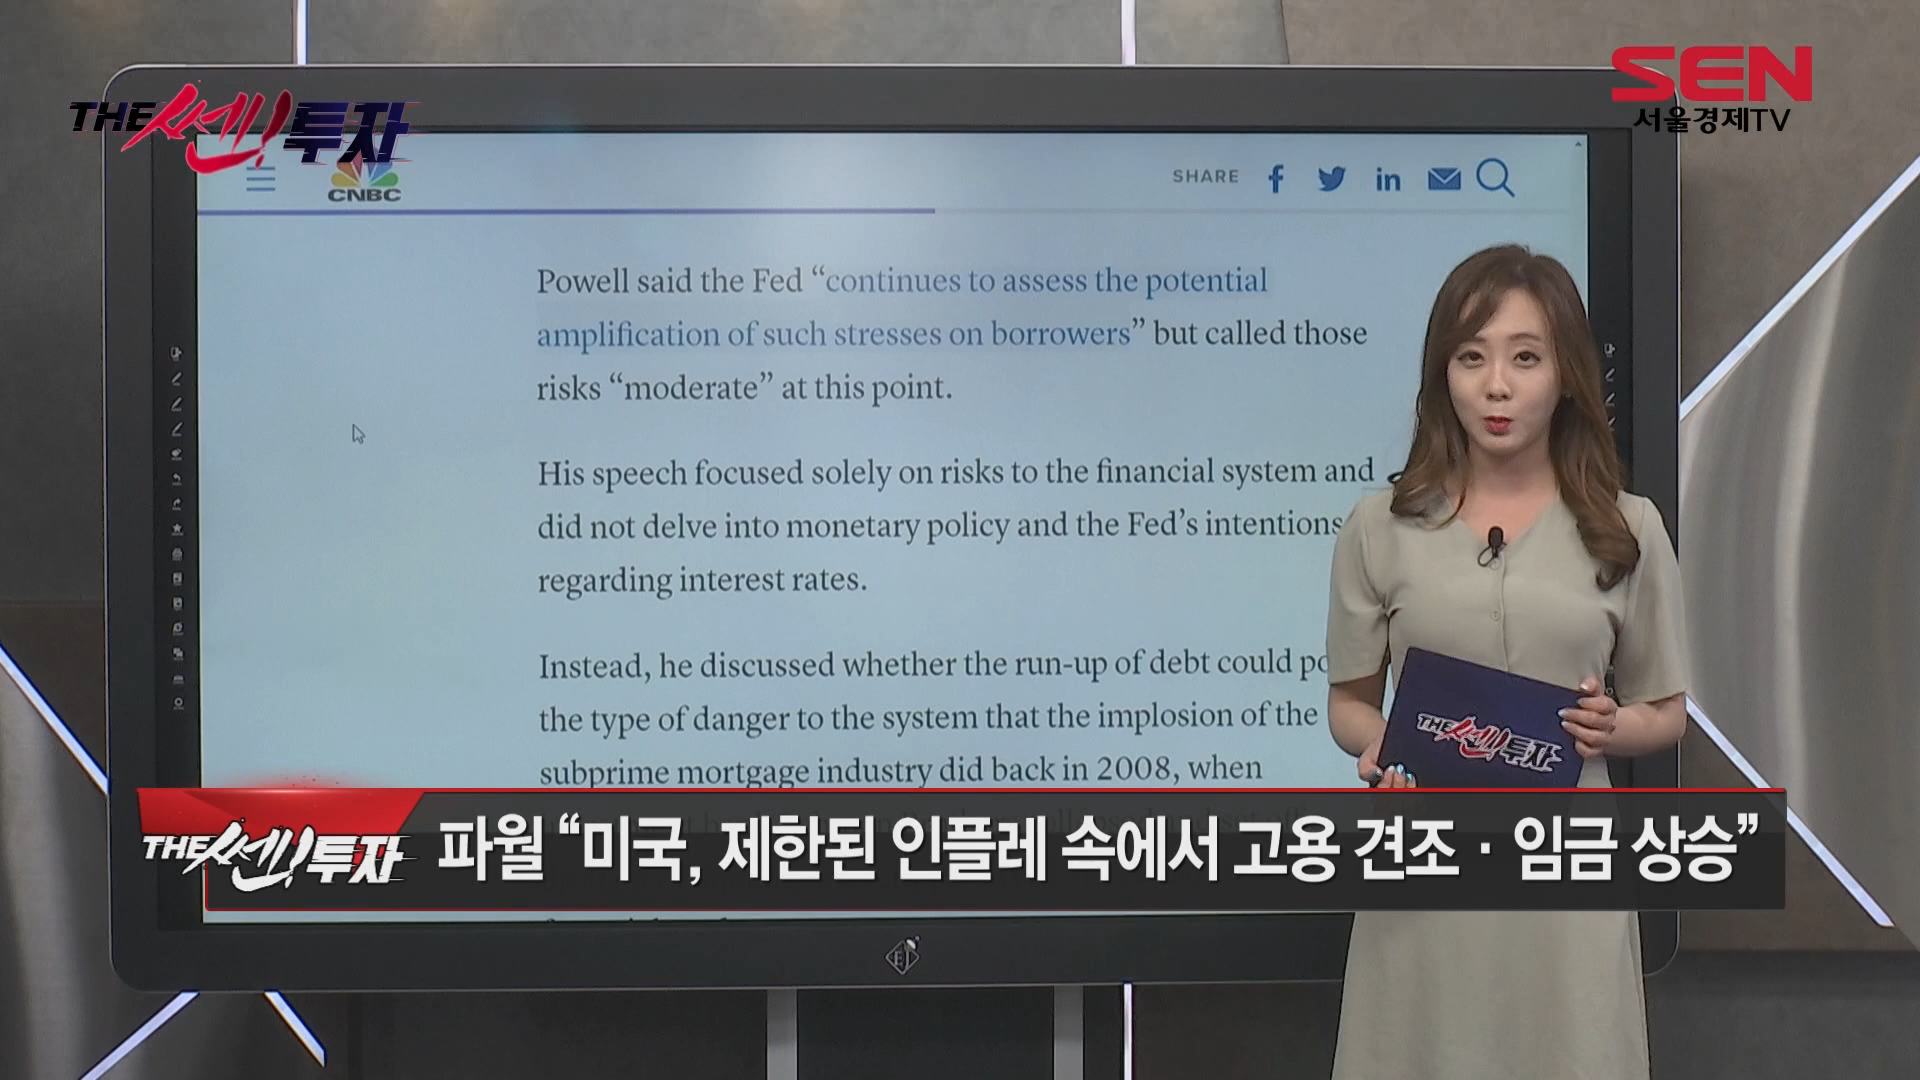 THE 쎈! 투자
SEN
서울경제TV
CNBC
SHARE
Powell said the Fed “continues to assess the potential
amplification of such stresses on borrowers” but called those
risks “moderate” at this point.
His speech focused solely on risks to the financial system and
did not delve into monetary policy and the Fed’s intentions
regarding interest rates.
Instead, he discussed whether the run-up of debt could
the type of danger to the system that the implosion of the
subprime mortgage industry did back in 2008, when
THE 쎈! 투자
THE 쎈! 투자
파월 “미국, 제한된 인플레 속에서 고용 견조 · 임금 상승”